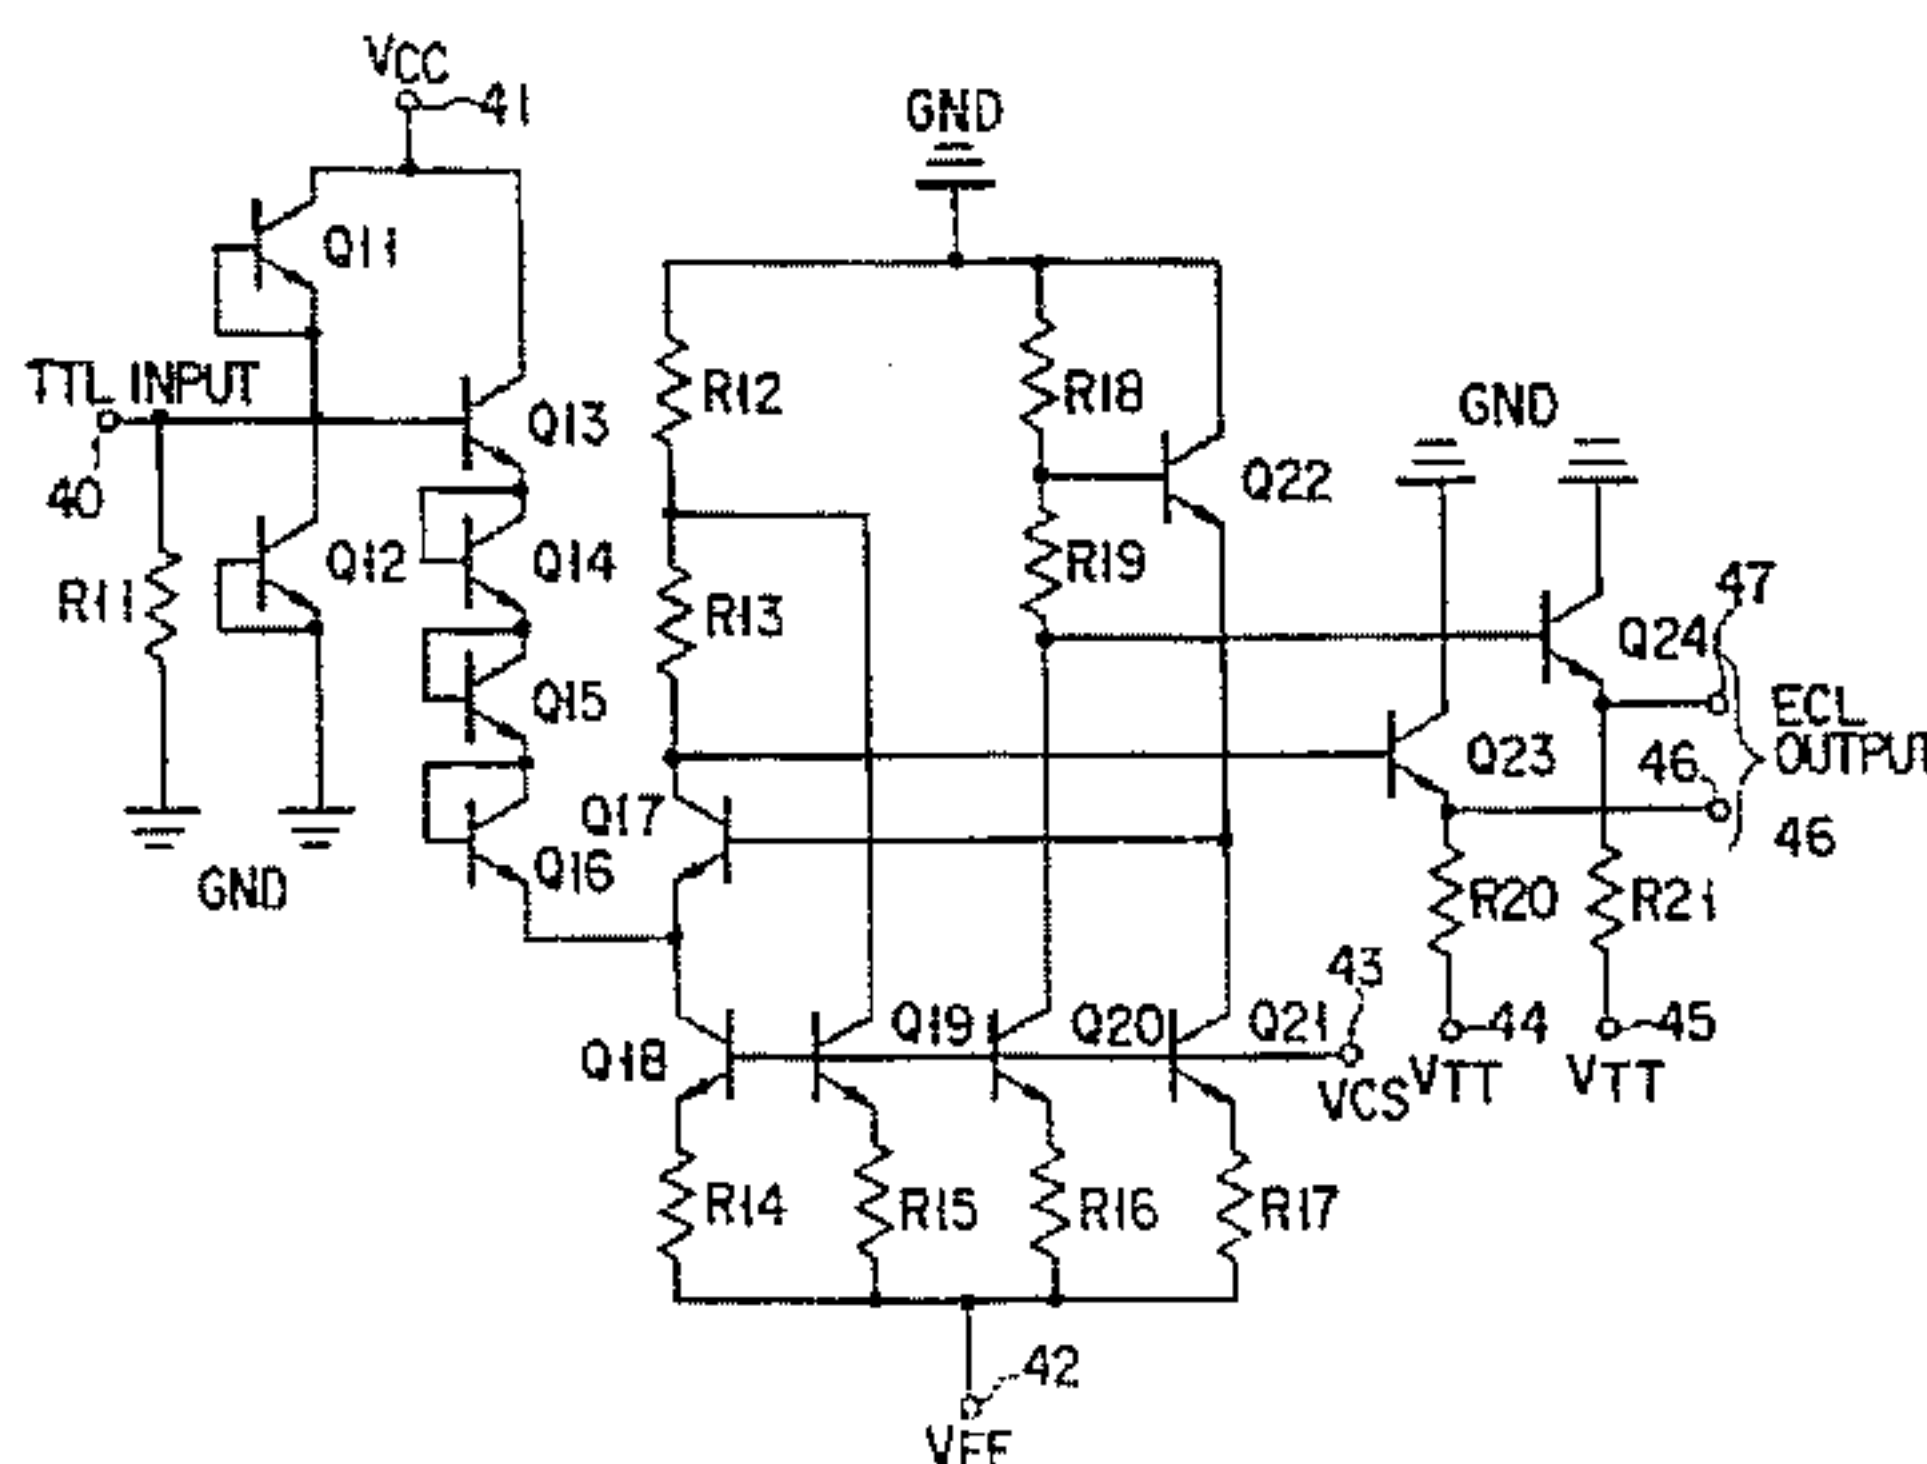 VCC
41
GND
Q11
TTL INPUT
R12
R18
GND
Q13
40
Q22
Q12
Q14
R19
47
R11
R13
Q24
Q15
ECL
OUTPUT
Q23
46
Q17
46
Q16
GND
R20
R21
43
Q18
Q19
Q20
Q21
44
45
VCS
VTT
VTT
R14
R15
R16
R17
42
VEE